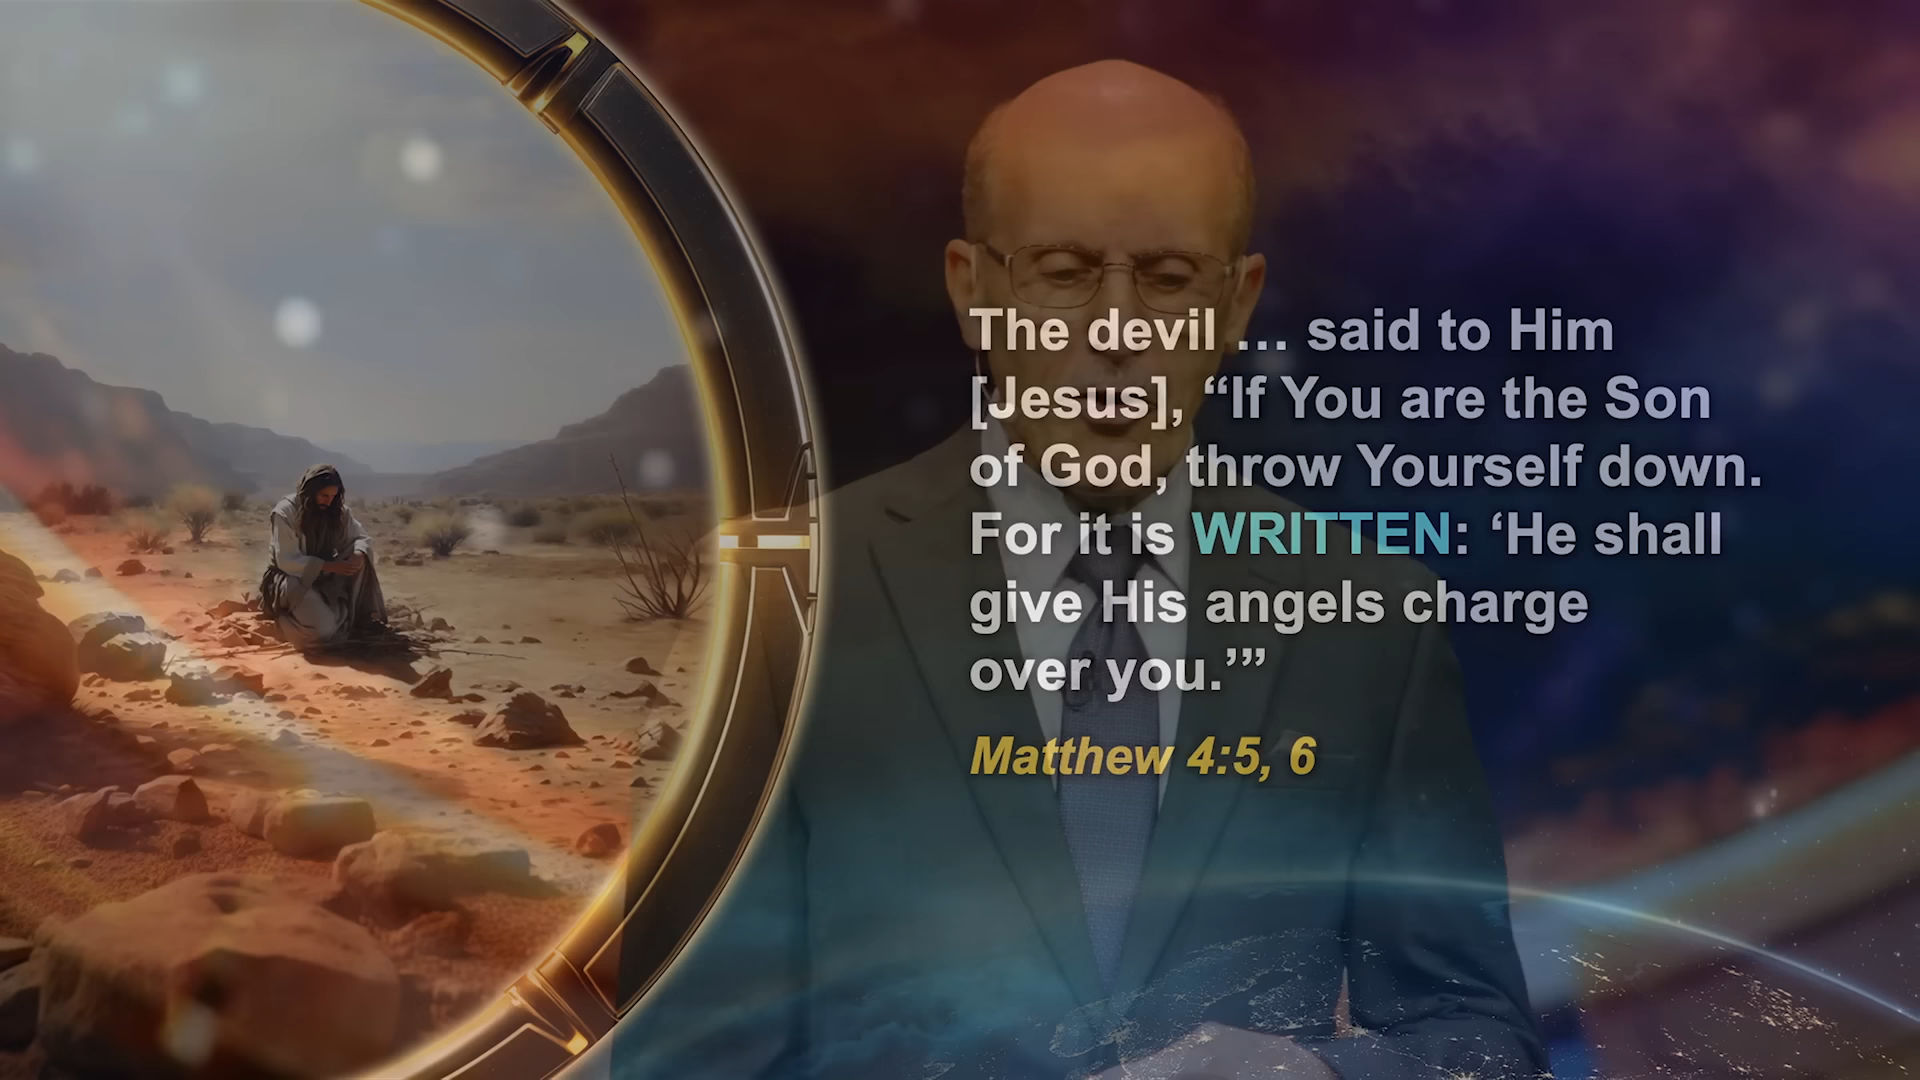 The devil … said to Him
[Jesus], “If You are the Son
of God, throw Yourself down.
For it is WRITTEN: ‘He shall
give His angels charge
over you.’”
Matthew 4:5, 6